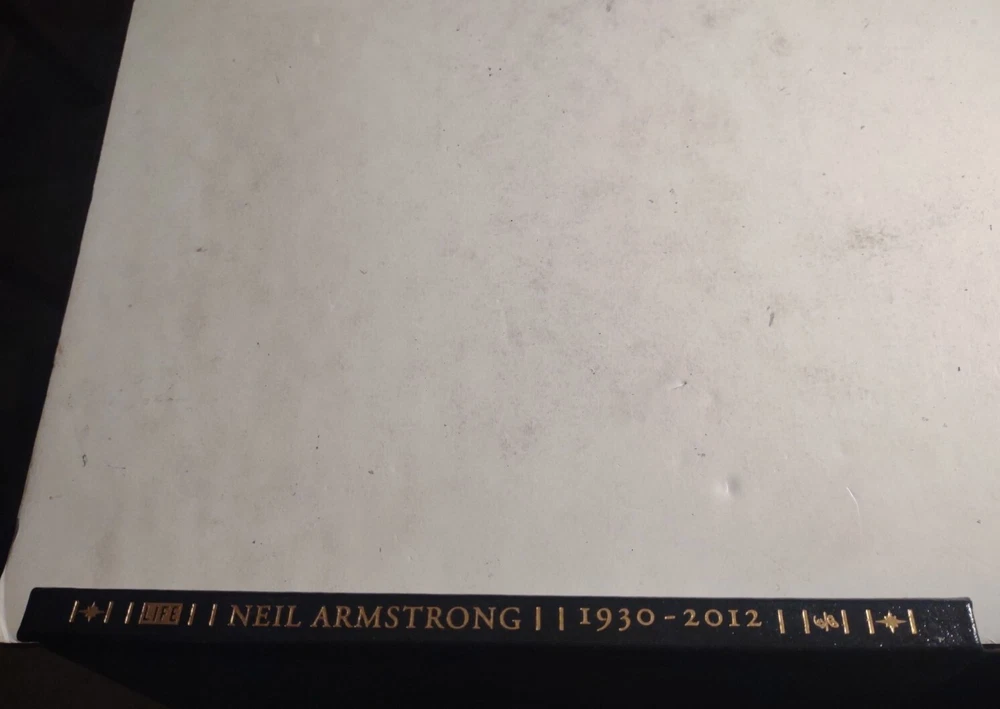 LIFE NEIL ARMSTRONG 1930-2012